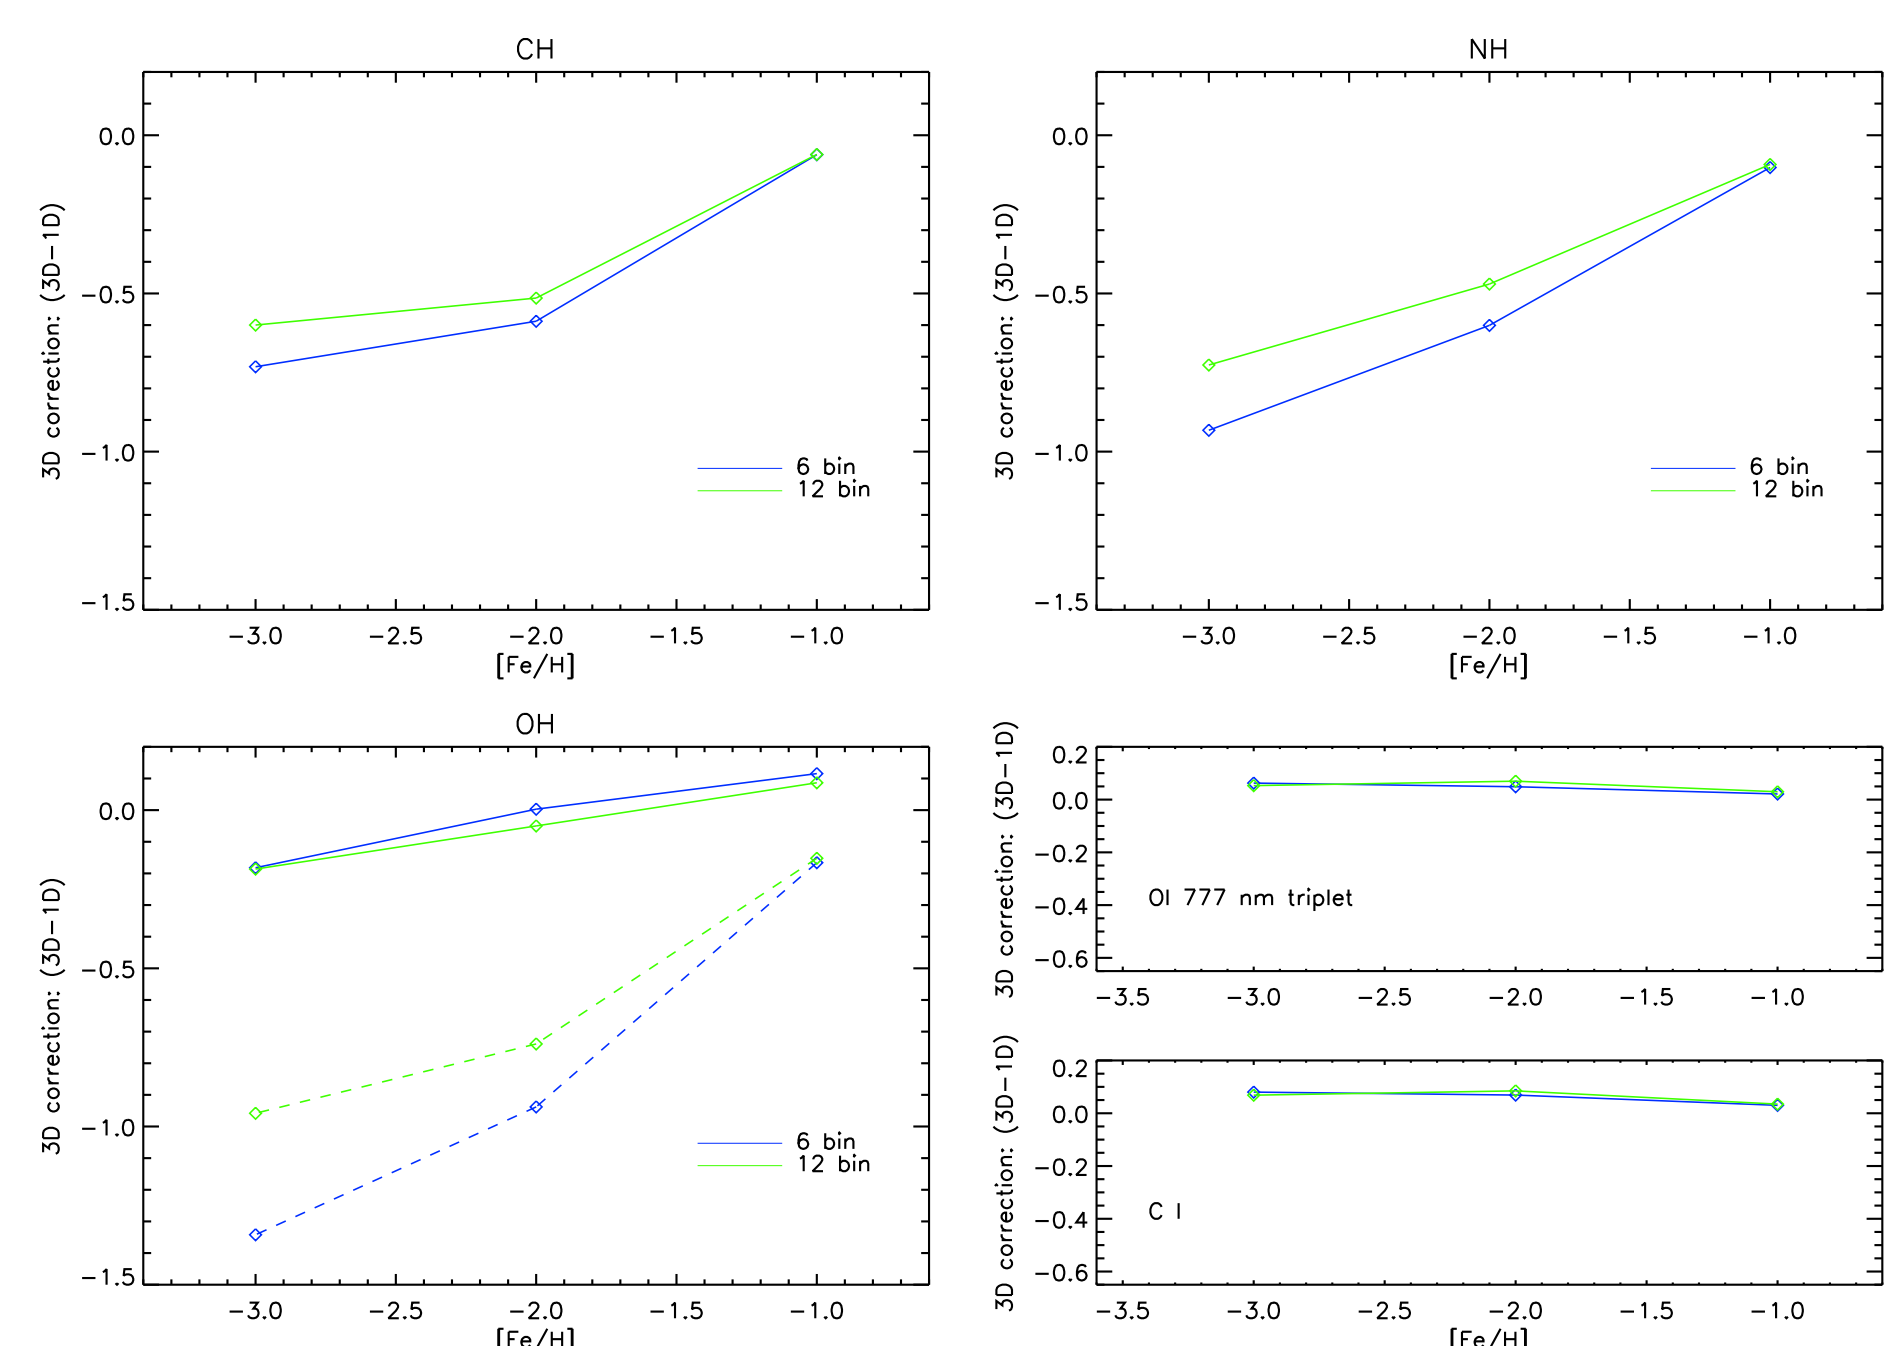 CH
3D correction: (3D−1D)
0.0
−0.5
−1.0
−1.5
6 bin
12 bin
−3.0 −2.5 −2.0 −1.5 −1.0
[Fe/H]
NH
3D correction: (3D−1D)
0.0
−0.5
−1.0
−1.5
6 bin
12 bin
−3.0 −2.5 −2.0 −1.5 −1.0
[Fe/H]
OH
3D correction: (3D−1D)
0.0
−0.5
−1.0
−1.5
6 bin
12 bin
−3.0 −2.5 −2.0 −1.5 −1.0
[Fe/H]
3D correction: (3D−1D)
0.2
0.0
−0.2
−0.4
−0.6
OI 777 nm triplet
−3.5 −3.0 −2.5 −2.0 −1.5 −1.0
3D correction: (3D−1D)
0.2
0.0
−0.2
−0.4
−0.6
C I
−3.5 −3.0 −2.5 −2.0 −1.5 −1.0
[Fe/H]